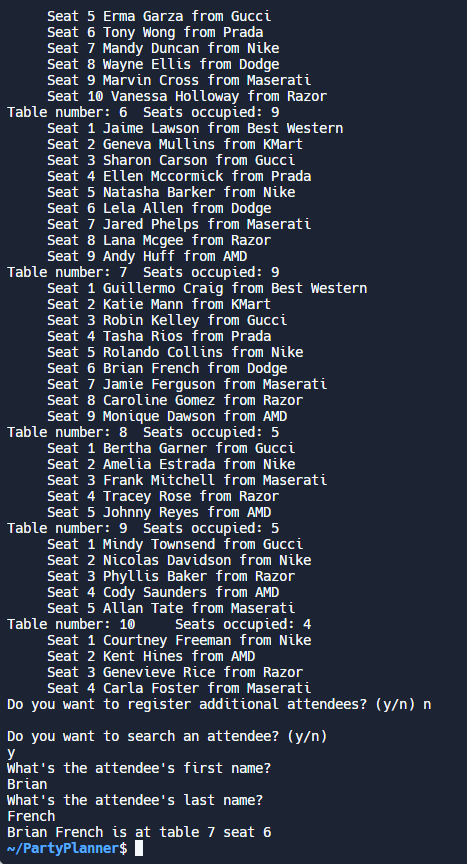 Seat 5 Erma Garza from Gucci
Seat 6 Tony Wong from Prada
Seat 7 Mandy Duncan from Nike
Seat 8 Wayne Ellis from Dodge
Seat 9 Marvin Cross from Maserati
Seat 10 Vanessa Holloway from Razor
Table number: 6  Seats occupied: 9
Seat 1 Jaime Lawson from Best Western
Seat 2 Geneva Mullins from KMart
Seat 3 Sharon Carson from Gucci
Seat 4 Ellen Mccormick from Prada
Seat 5 Natasha Barker from Nike
Seat 6 Lela Allen from Dodge
Seat 7 Jared Phelps from Maserati
Seat 8 Lana Mcgee from Razor
Seat 9 Andy Huff from AMD
Table number: 7  Seats occupied: 9
Seat 1 Guillermo Craig from Best Western
Seat 2 Katie Mann from KMart
Seat 3 Robin Kelley from Gucci
Seat 4 Tasha Rios from Prada
Seat 5 Rolando Collins from Nike
Seat 6 Brian French from Dodge
Seat 7 Jamie Ferguson from Maserati
Seat 8 Caroline Gomez from Razor
Seat 9 Monique Dawson from AMD
Table number: 8  Seats occupied: 5
Seat 1 Bertha Garner from Gucci
Seat 2 Amelia Estrada from Nike
Seat 3 Frank Mitchell from Maserati
Seat 4 Tracey Rose from Razor
Seat 5 Johnny Reyes from AMD
Table number: 9  Seats occupied: 5
Seat 1 Mindy Townsend from Gucci
Seat 2 Nicolas Davidson from Nike
Seat 3 Phyllis Baker from Razor
Seat 4 Cody Saunders from AMD
Seat 5 Allan Tate from Maserati
Table number: 10     Seats occupied: 4
Seat 1 Courtney Freeman from Nike
Seat 2 Kent Hines from AMD
Seat 3 Genevieve Rice from Razor
Seat 4 Carla Foster from Maserati
Do you want to register additional attendees? (y/n) n
Do you want to search an attendee? (y/n)
y
What's the attendee's first name?
Brian
What's the attendee's last name?
French
Brian French is at table 7 seat 6
~/PartyPlanner$